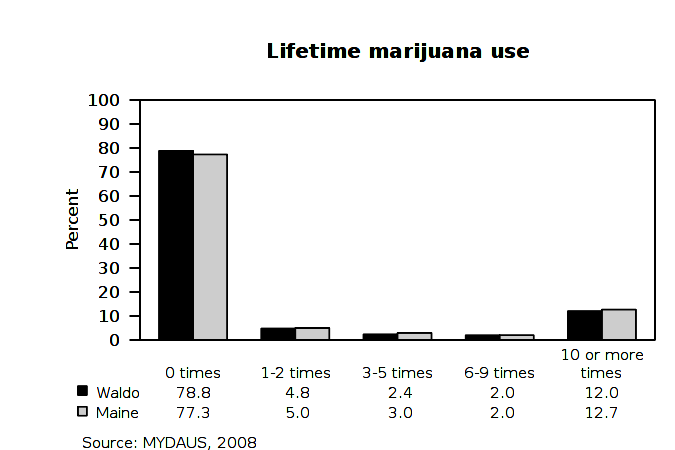 Lifetime marijuana use
100
90
80
70
60
50
40
30
20
10
0
Percent
0 times 1-2 times 3-5 times 6-9 times 10 or more times
Waldo 78.8 4.8 2.4 2.0 12.0
Maine 77.3 5.0 3.0 2.0 12.7
Source: MYDAUS, 2008